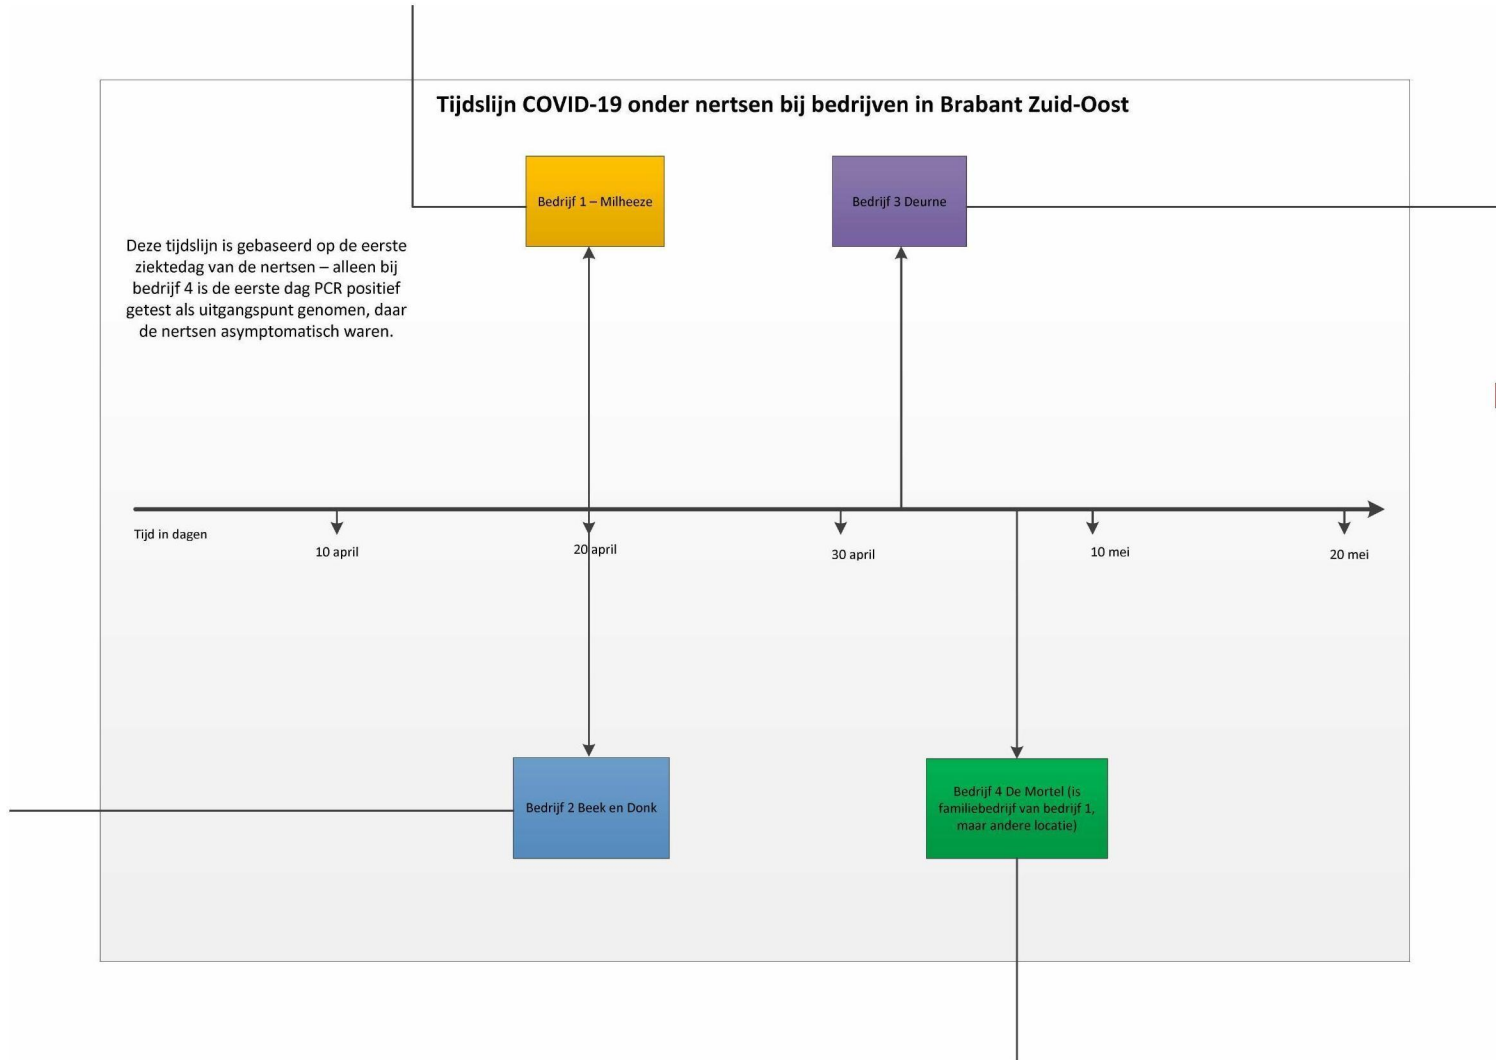 Tijdslijn COVID-19 onder nertsen bij bedrijven in Brabant Zuid-Oost
Bedrijf 1 – Milheeze
Bedrijf 3 Deurne
Deze tijdslijn is gebaseerd op de eerste
ziektedag van de nertsen – alleen bij
bedrijf 4 is de eerste dag PCR positief
getest als uitgangspunt genomen, daar
de nertsen asymptomatisch waren.
Tijd in dagen
10 april
20 april
30 april
10 mei
20 mei
Bedrijf 2 Beek en Donk
Bedrijf 4 De Mortel (is
familiebedrijf van bedrijf 1,
maar andere locatie)